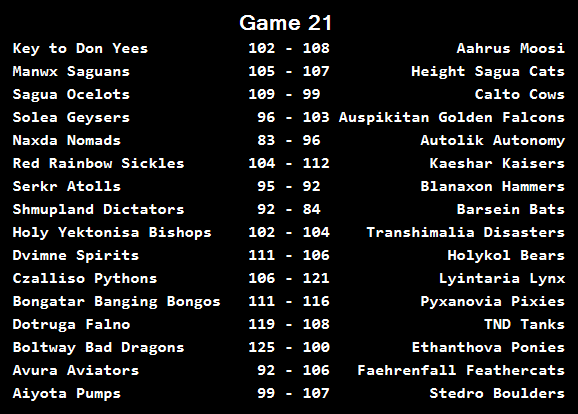 Game 21
Key to Don Yees 102 - 108 Aahrus Moosi
Manwx Saguans 105 - 107 Height Sagua Cats
Sagua Ocelots 109 - 99 Calto Cows
Solea Geysers 96 - 103 Auspikitan Golden Falcons
Naxda Nomads 83 - 96 Autolik Autonomy
Red Rainbow Sickles 104 - 112 Kaeshar Kaisers
Serkr Atolls 95 - 92 Blanaxon Hammers
Shmupland Dictators 92 - 84 Barsein Bats
Holy Yektonisa Bishops 102 - 104 Transhimalia Disasters
Dvimne Spirits 111 - 106 Holykol Bears
Czalliso Pythons 106 - 121 Lyintaria Lynx
Bongatar Banging Bongos 111 - 116 Pyxanovia Pixies
Dotruga Falno 119 - 108 TND Tanks
Boltway Bad Dragons 125 - 100 Ethanthova Ponies
Avura Aviators 92 - 106 Faehrenfall Feathercats
Aiyota Pumps 99 - 107 Stedro Boulders